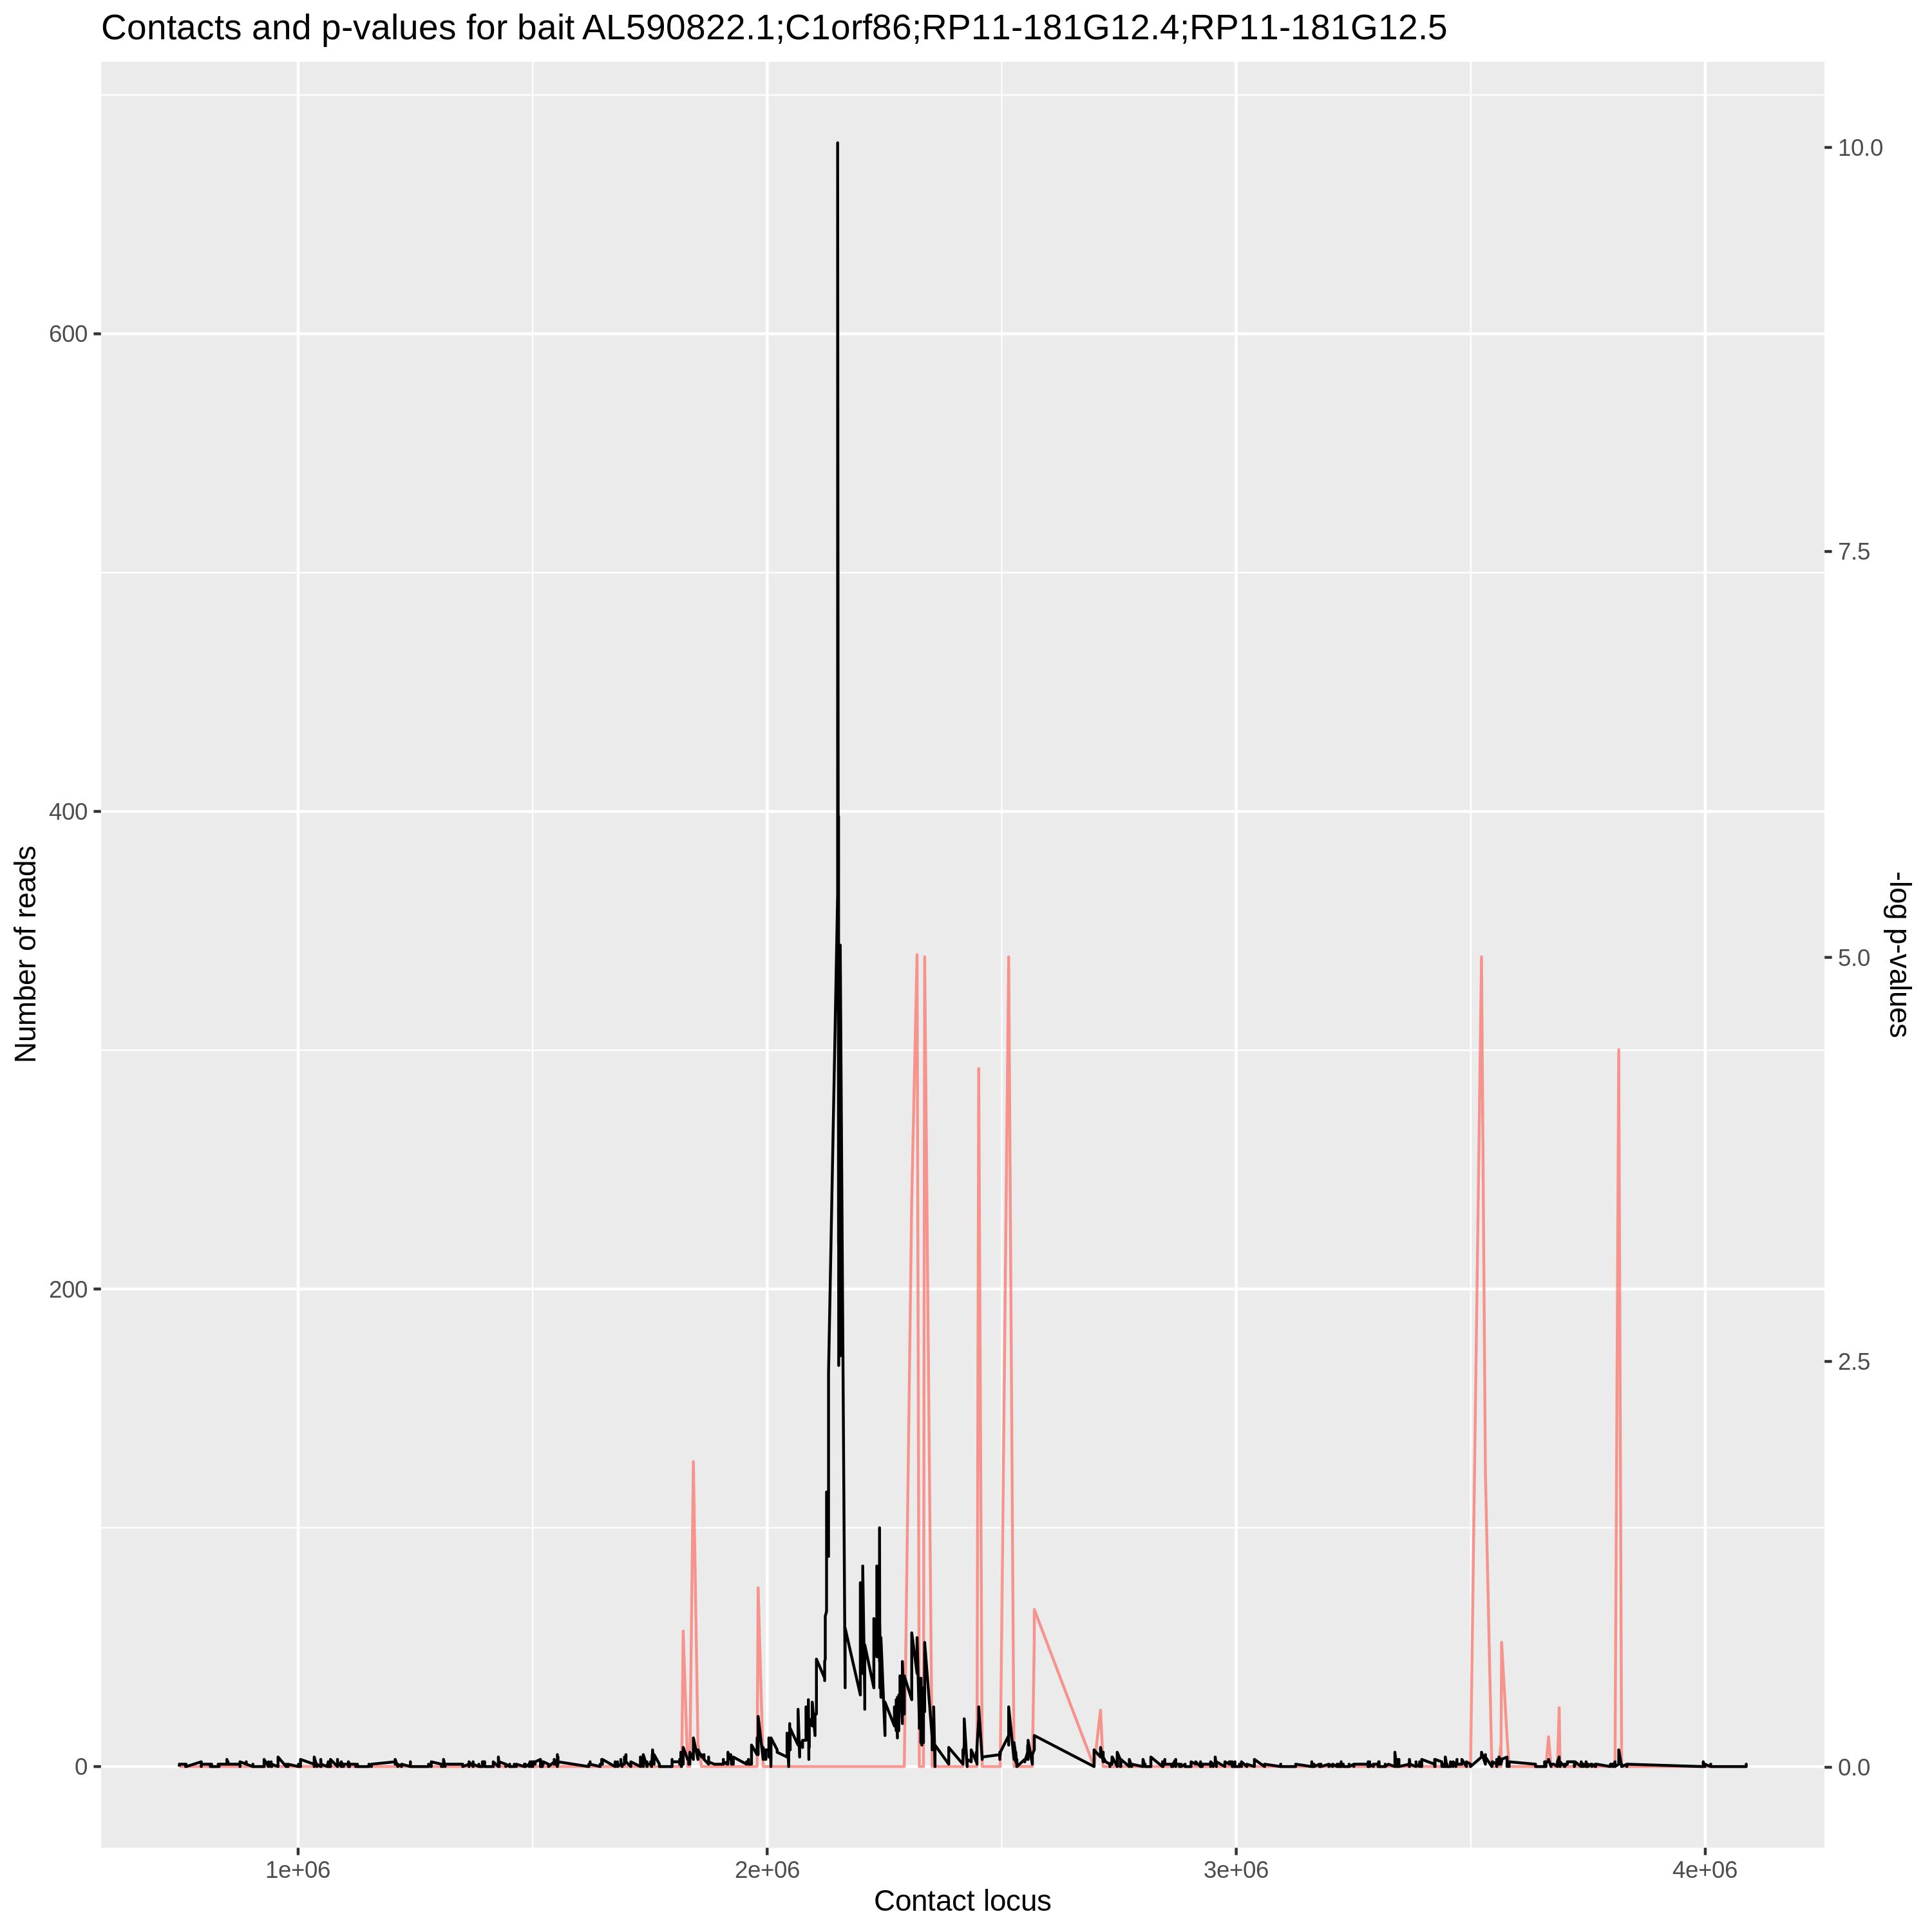 Contacts and p-values for bait AL590822.1;C1orf86;RP11-181G12.4;RP11-181G12.5
Number of reads
600
400
200
0
10.0
7.5
5.0
2.5
0.0
-log p-values
1e+06
2e+06
3e+06
4e+06
Contact locus